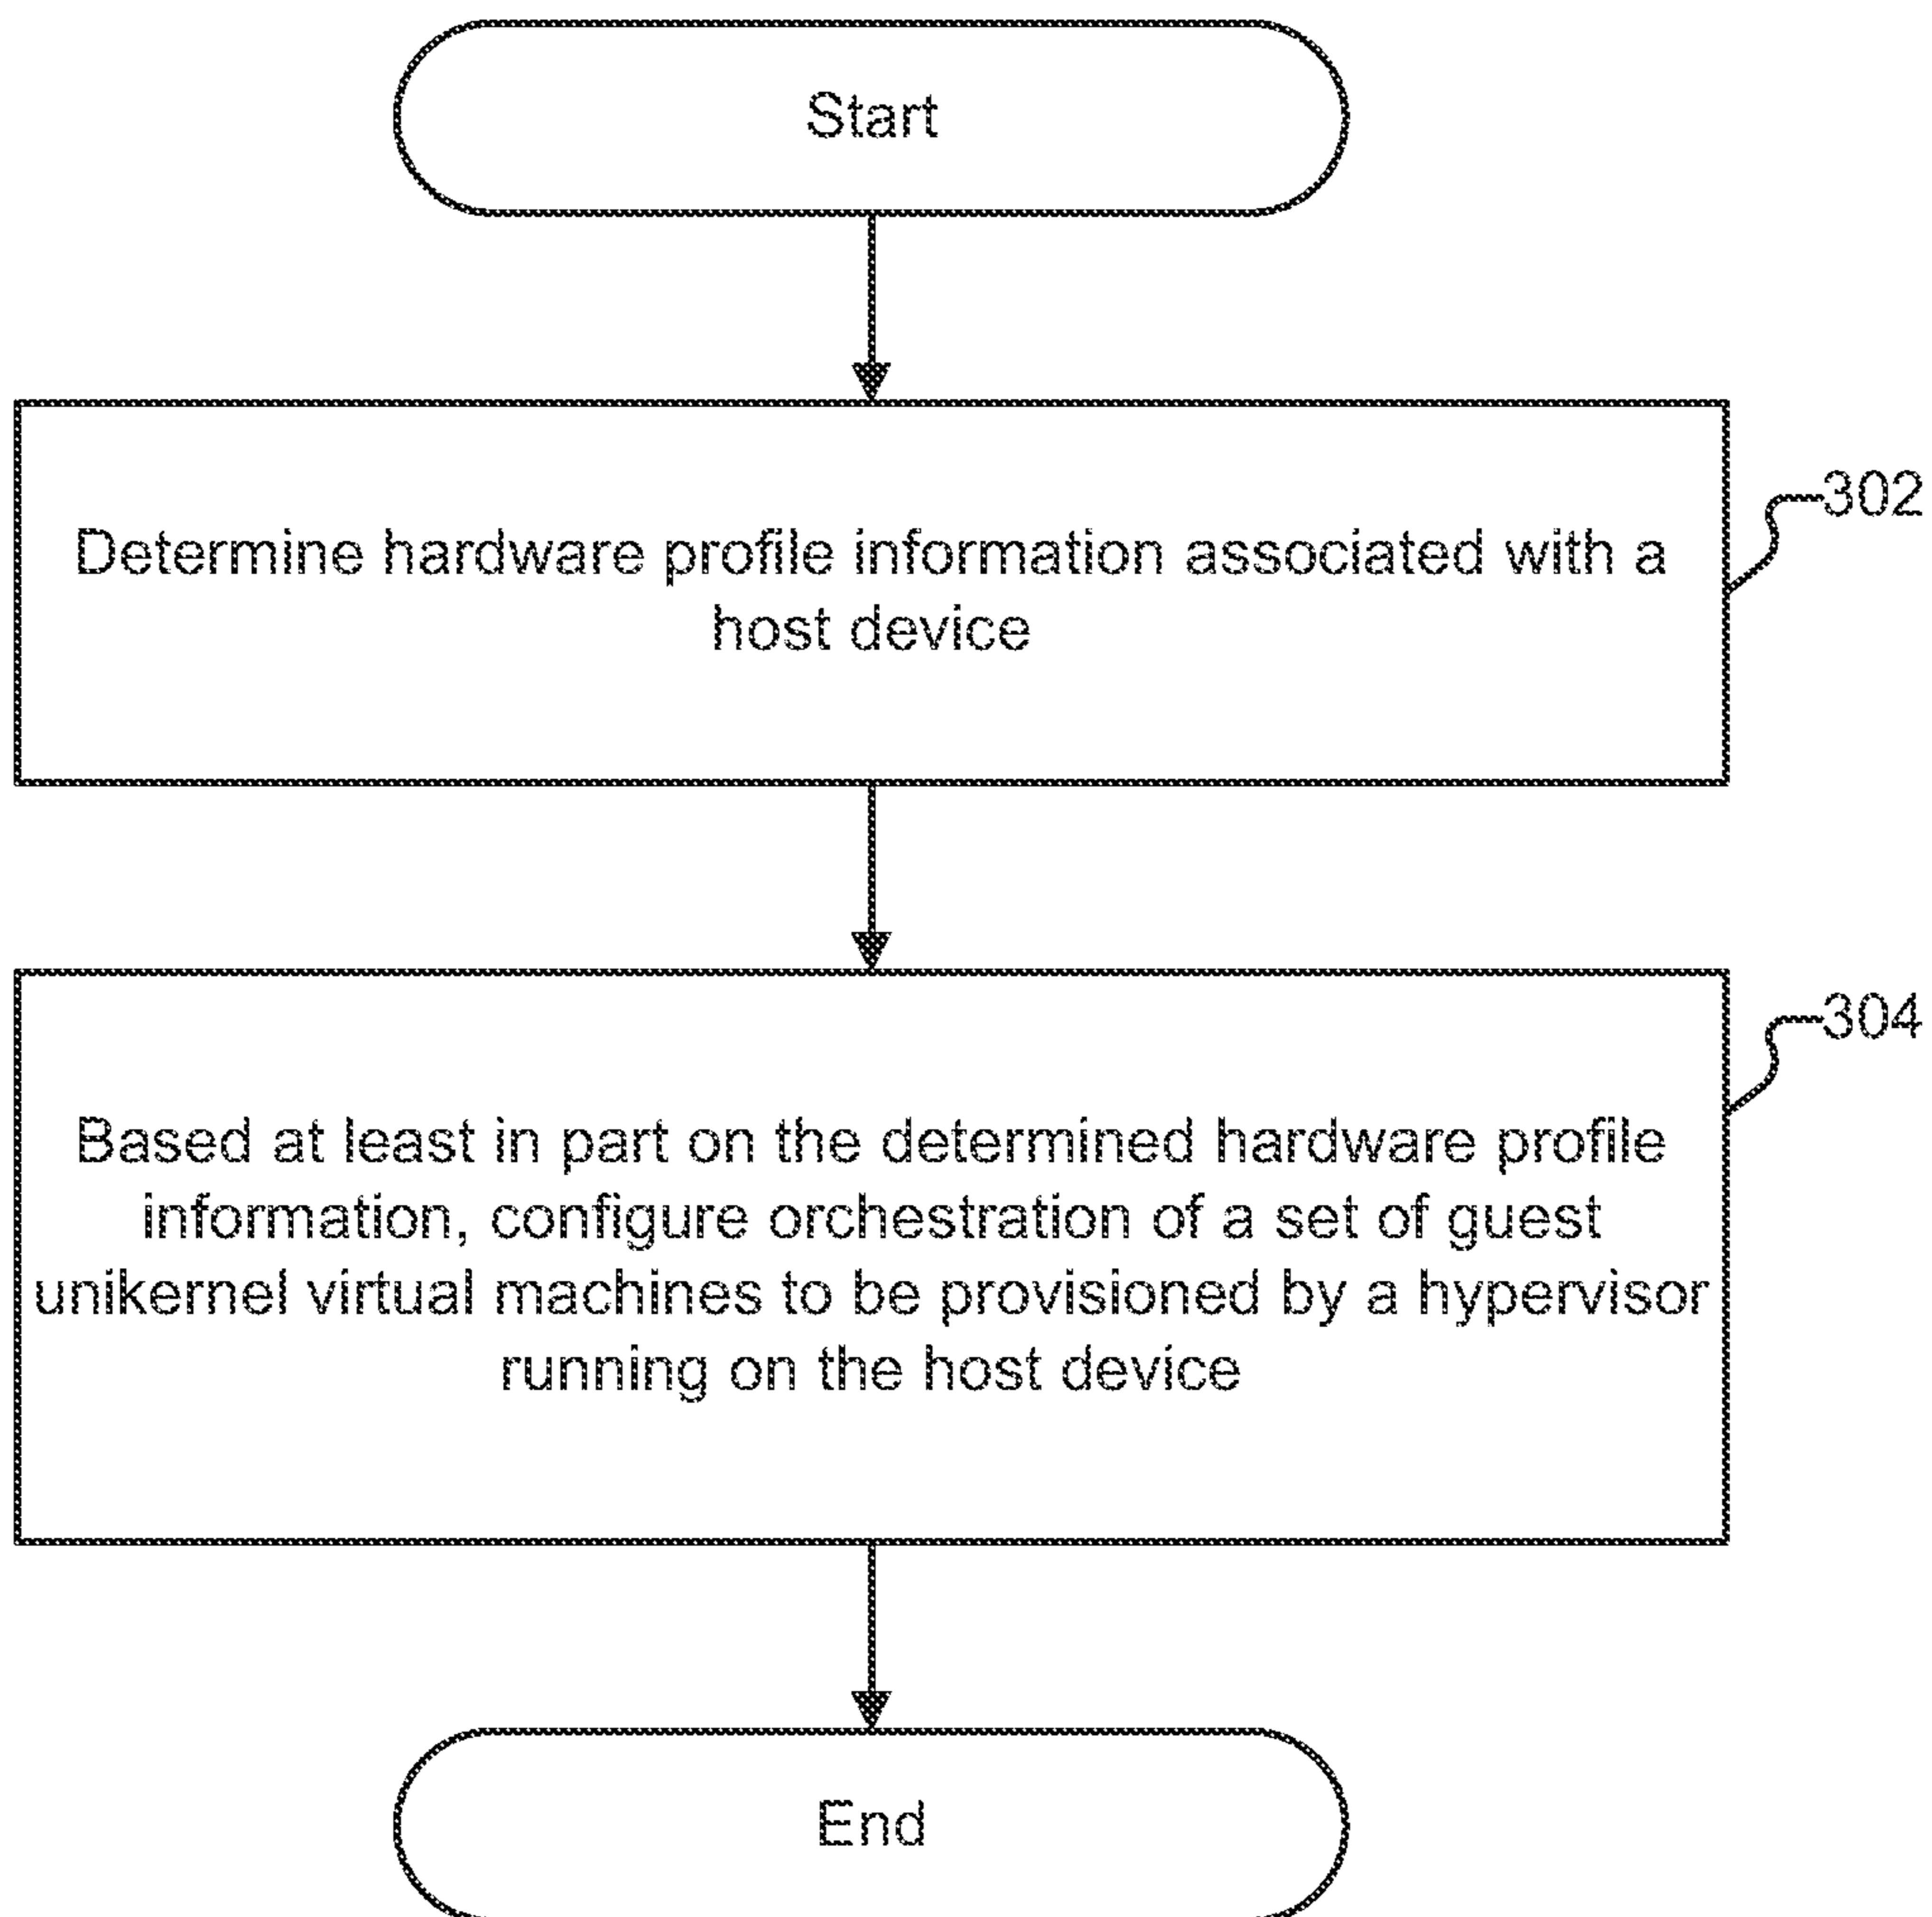 Start
302
Determine hardware profile information associated with a
host device
304
Based at least in part on the determined hardware profile
information, configure orchestration of a set of guest
unikernel virtual machines to be provisioned by a hypervisor
running on the host device
End